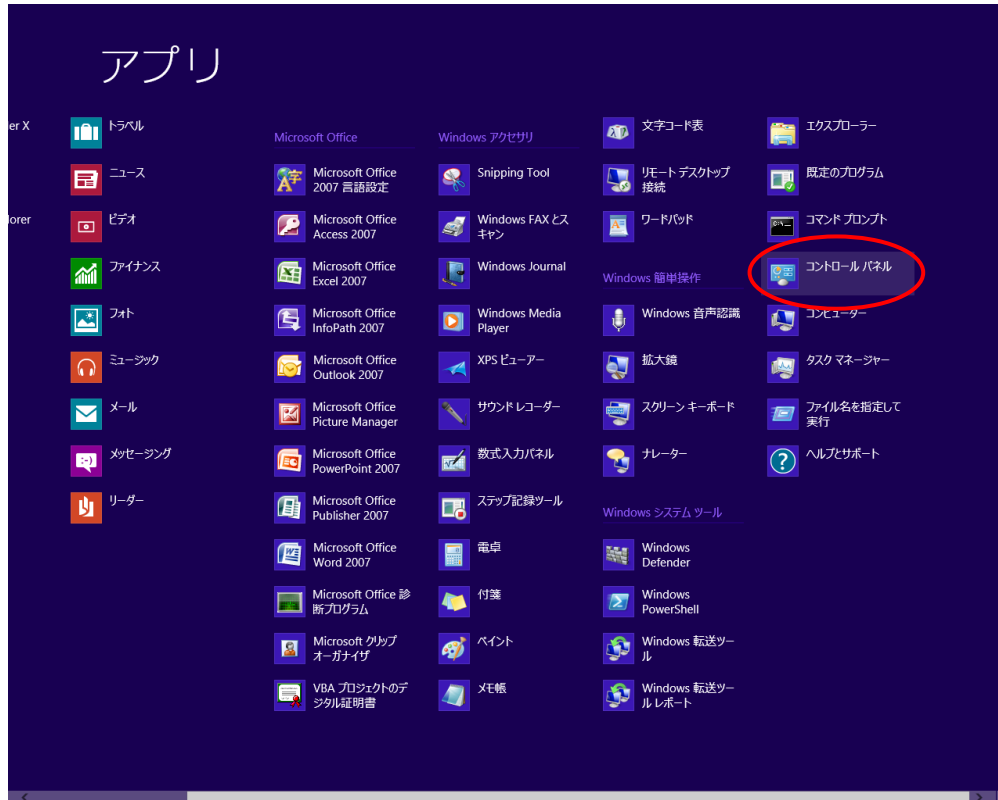 アプリ
er X
lorer
トラベル
ニュース
ビデオ
ファイナンス
フォト
ミュージック
メール
メッセージング
リーダー
Microsoft Office
Microsoft Office
2007 言語設定
Microsoft Office
Access 2007
Microsoft Office
Excel 2007
Microsoft Office
InfoPath 2007
Microsoft Office
Outlook 2007
Microsoft Office
Picture Manager
Microsoft Office
PowerPoint 2007
Microsoft Office
Publisher 2007
Microsoft Office
Word 2007
Microsoft Office 診
断プログラム
Microsoft クリップ
オーガナイザ
VBA プロジェクトのデ
ジタル証明書
Windows アクセサリ
Snipping Tool
Windows FAX とス
キャン
Windows Journal
Windows Media
Player
XPS ビューアー
サウンド レコーダー
数式入力パネル
ステップ記録ツール
電卓
付箋
ペイント
メモ帳
文字コード表
リモート デスクトップ
接続
ワードパッド
Windows 簡単操作
Windows 音声認識
拡大鏡
スクリーン キーボード
ナレーター
Windows システム ツール
Windows
Defender
Windows
PowerShell
Windows 転送ツー
ル
Windows 転送ツー
ル レポート
エクスプローラー
既定のプログラム
コマンド プロンプト
コントロール パネル
コンピューター
タスク マネージャー
ファイル名を指定して
実行
ヘルプとサポート